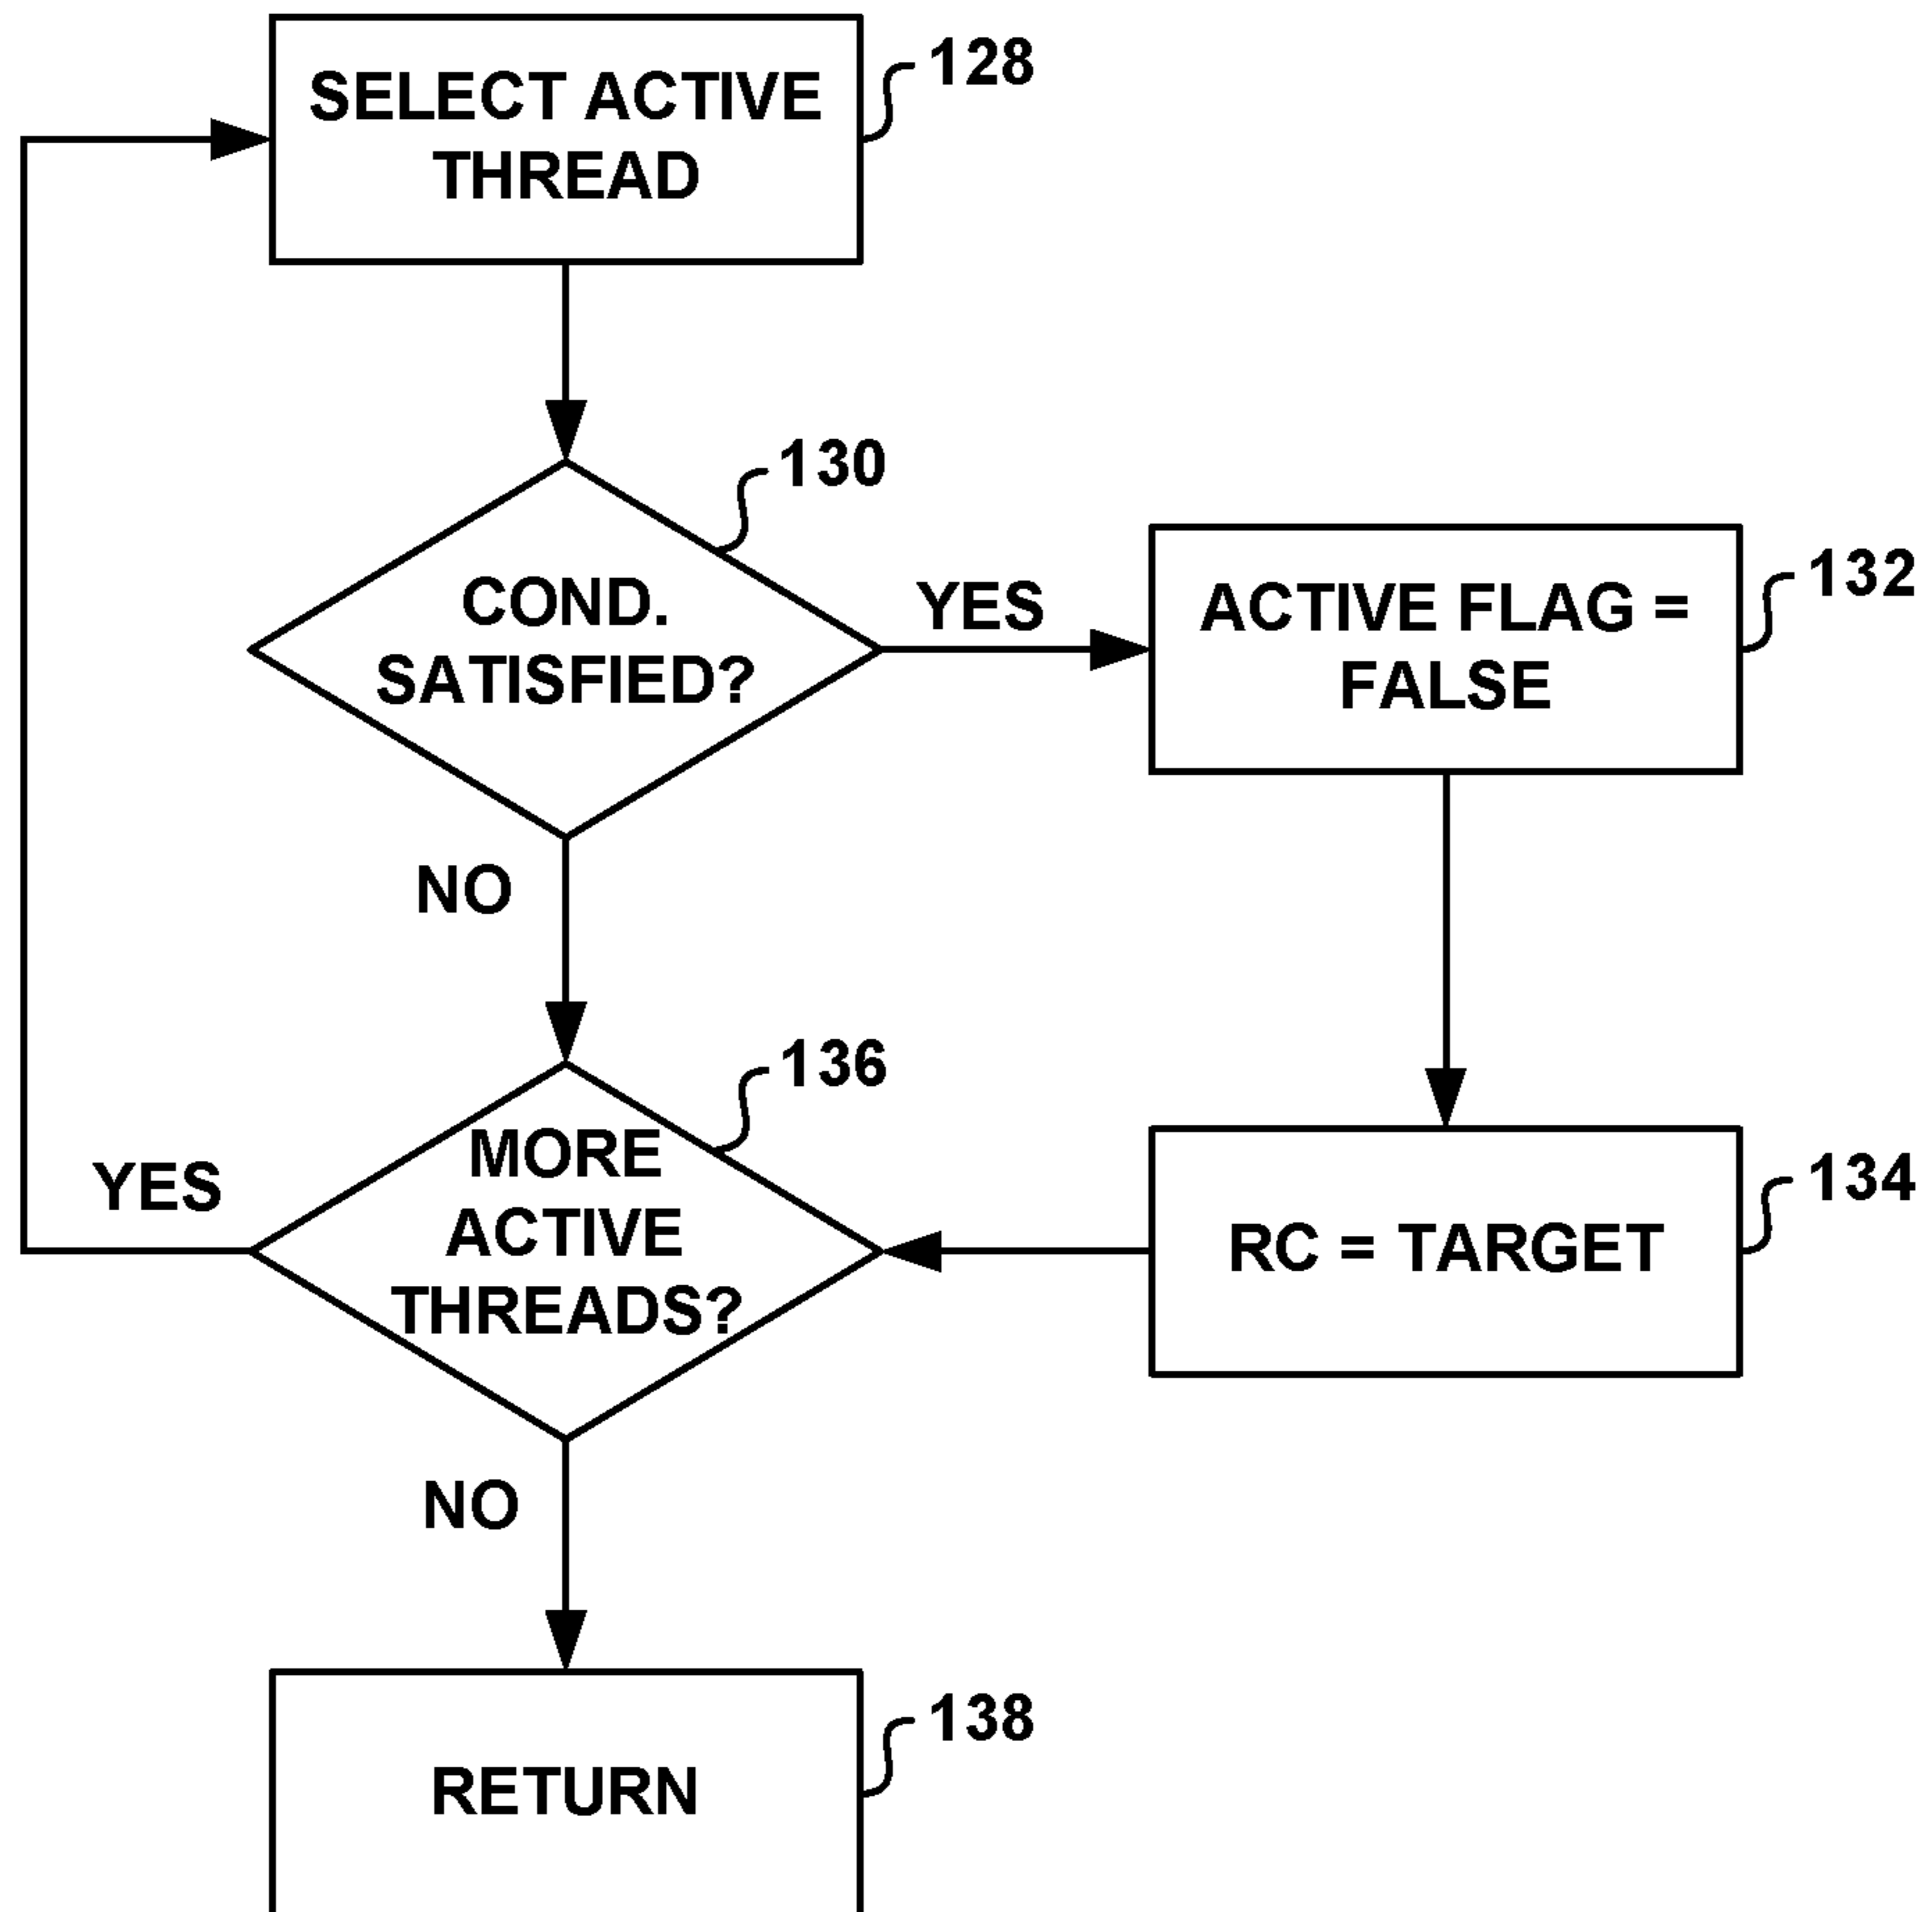 SELECT ACTIVE
THREAD
128
130
COND.
SATISFIED?
YES
ACTIVE FLAG =
FALSE
132
NO
136
MORE
ACTIVE
THREADS?
YES
RC = TARGET
134
NO
RETURN
138